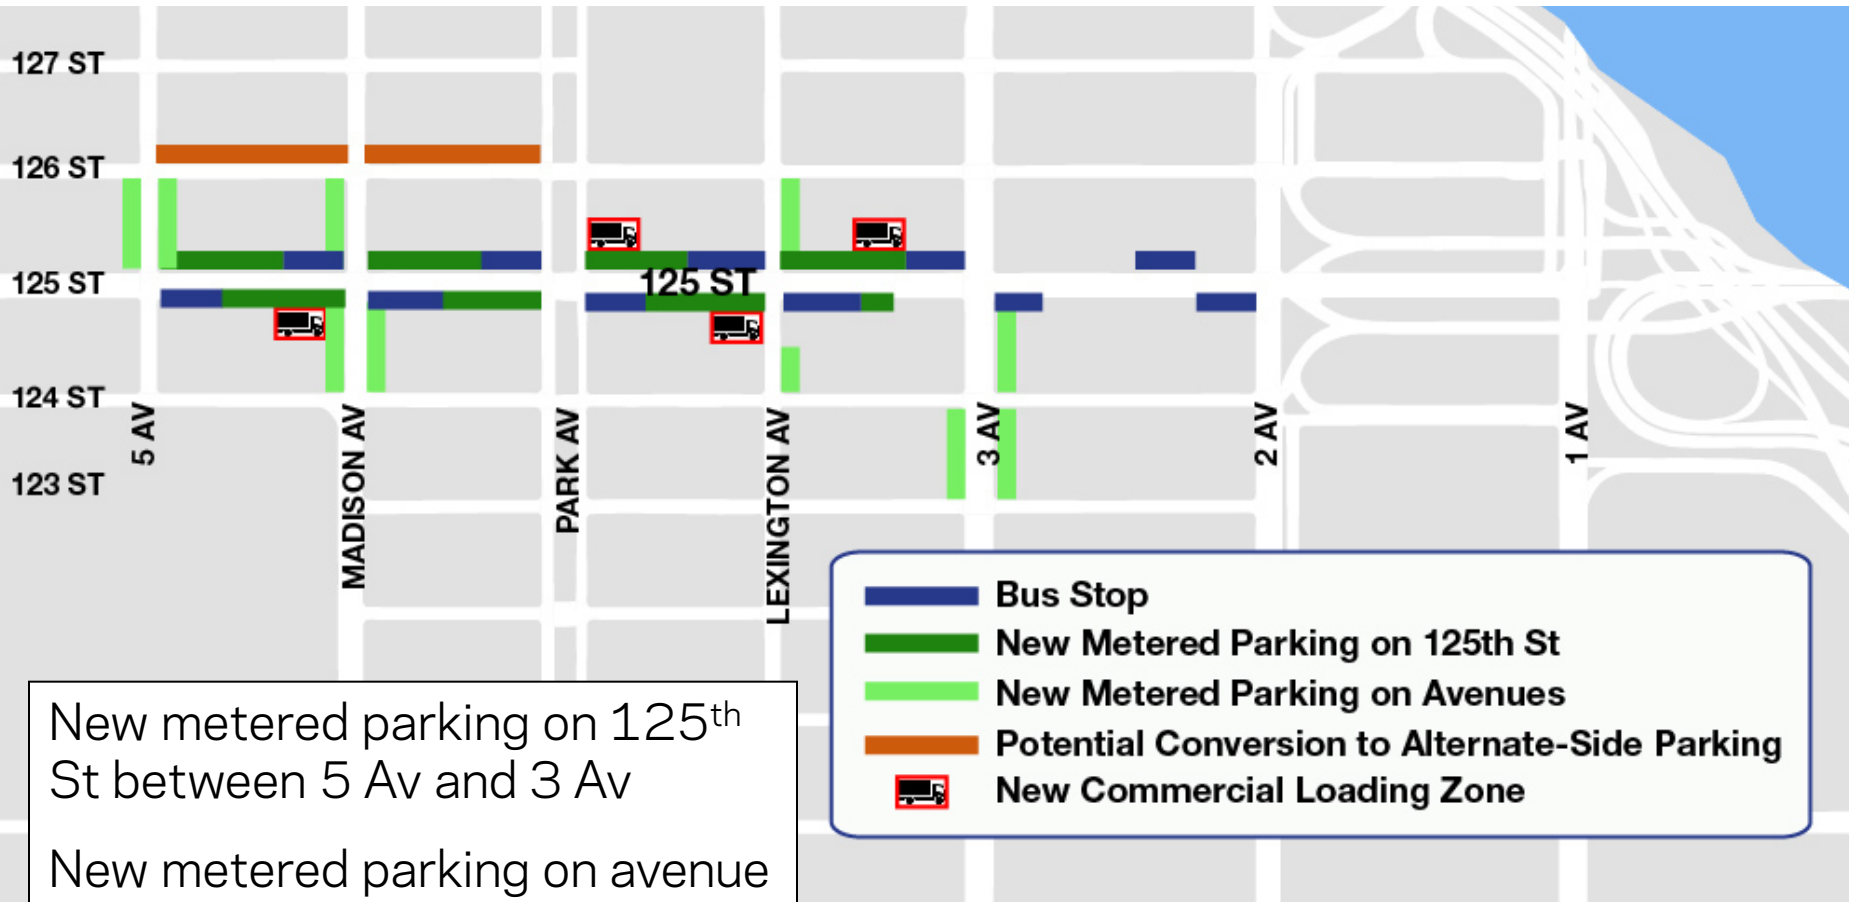 127 ST
126 ST
125 ST
125 ST
124 ST
123 ST
5 AV
MADISON AV
PARK AV
LEXINGTON AV
3 AV
2 AV
1 AV
Bus Stop
New Metered Parking on 125th St
New Metered Parking on Avenues
Potential Conversion to Alternate-Side Parking
New Commercial Loading Zone
New metered parking on 125th
St between 5 Av and 3 Av
New metered parking on avenue